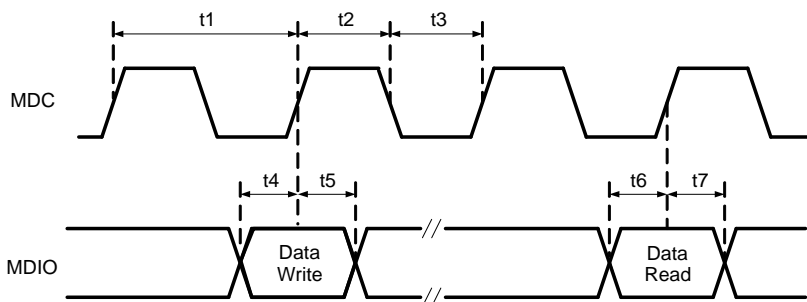 t1 t2 t3
MDC
t4 t5 t6 t7
MDIO
Data
Write
//
//
Data
Read